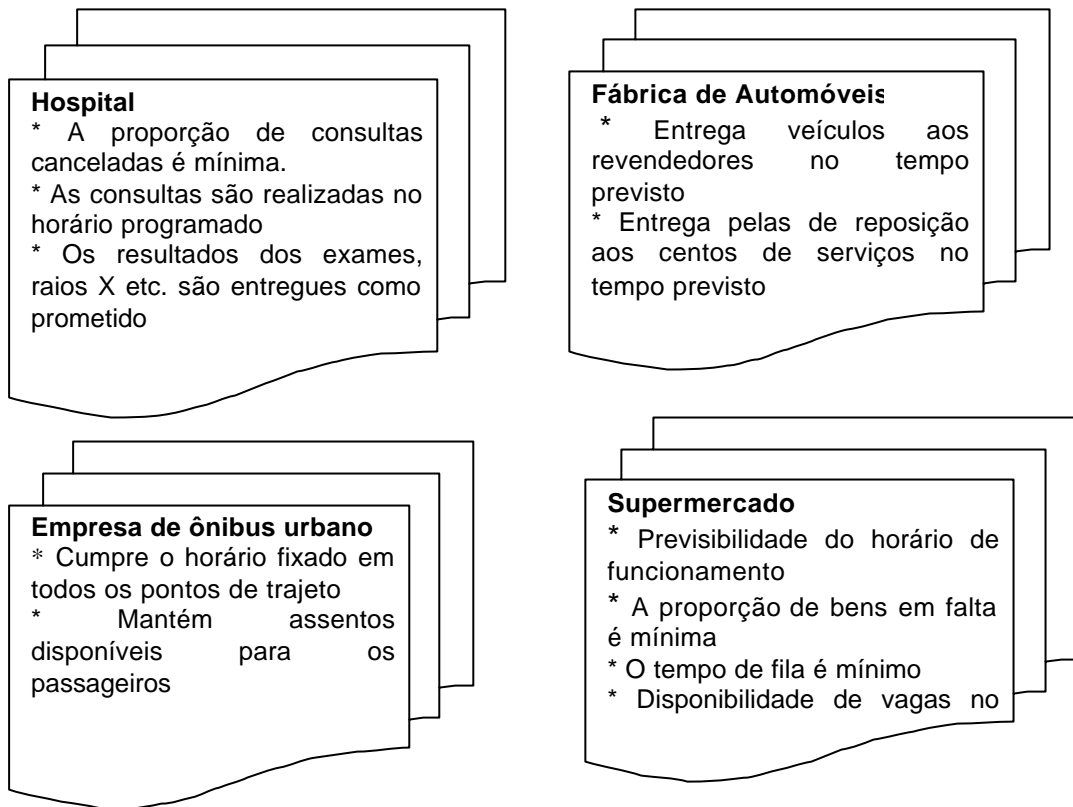 Hospital
* A proporção de consultas
canceladas é mínima.
* As consultas são realizadas no
horário programado
* Os resultados dos exames,
raios X etc. são entregues como
prometido
Fábrica de Automóveis
* Entrega veículos aos
revendedores no tempo
previsto
* Entrega pelas de reposição
aos centos de serviços no
tempo previsto
Empresa de ônibus urbano
* Cumpre o horário fixado em
todos os pontos de trajeto
* Mantém assentos
disponíveis para os
passageiros
Supermercado
* Previsibilidade do horário de
funcionamento
* A proporção de bens em falta
é mínima
* O tempo de fila é mínimo
* Disponibilidade de vagas no